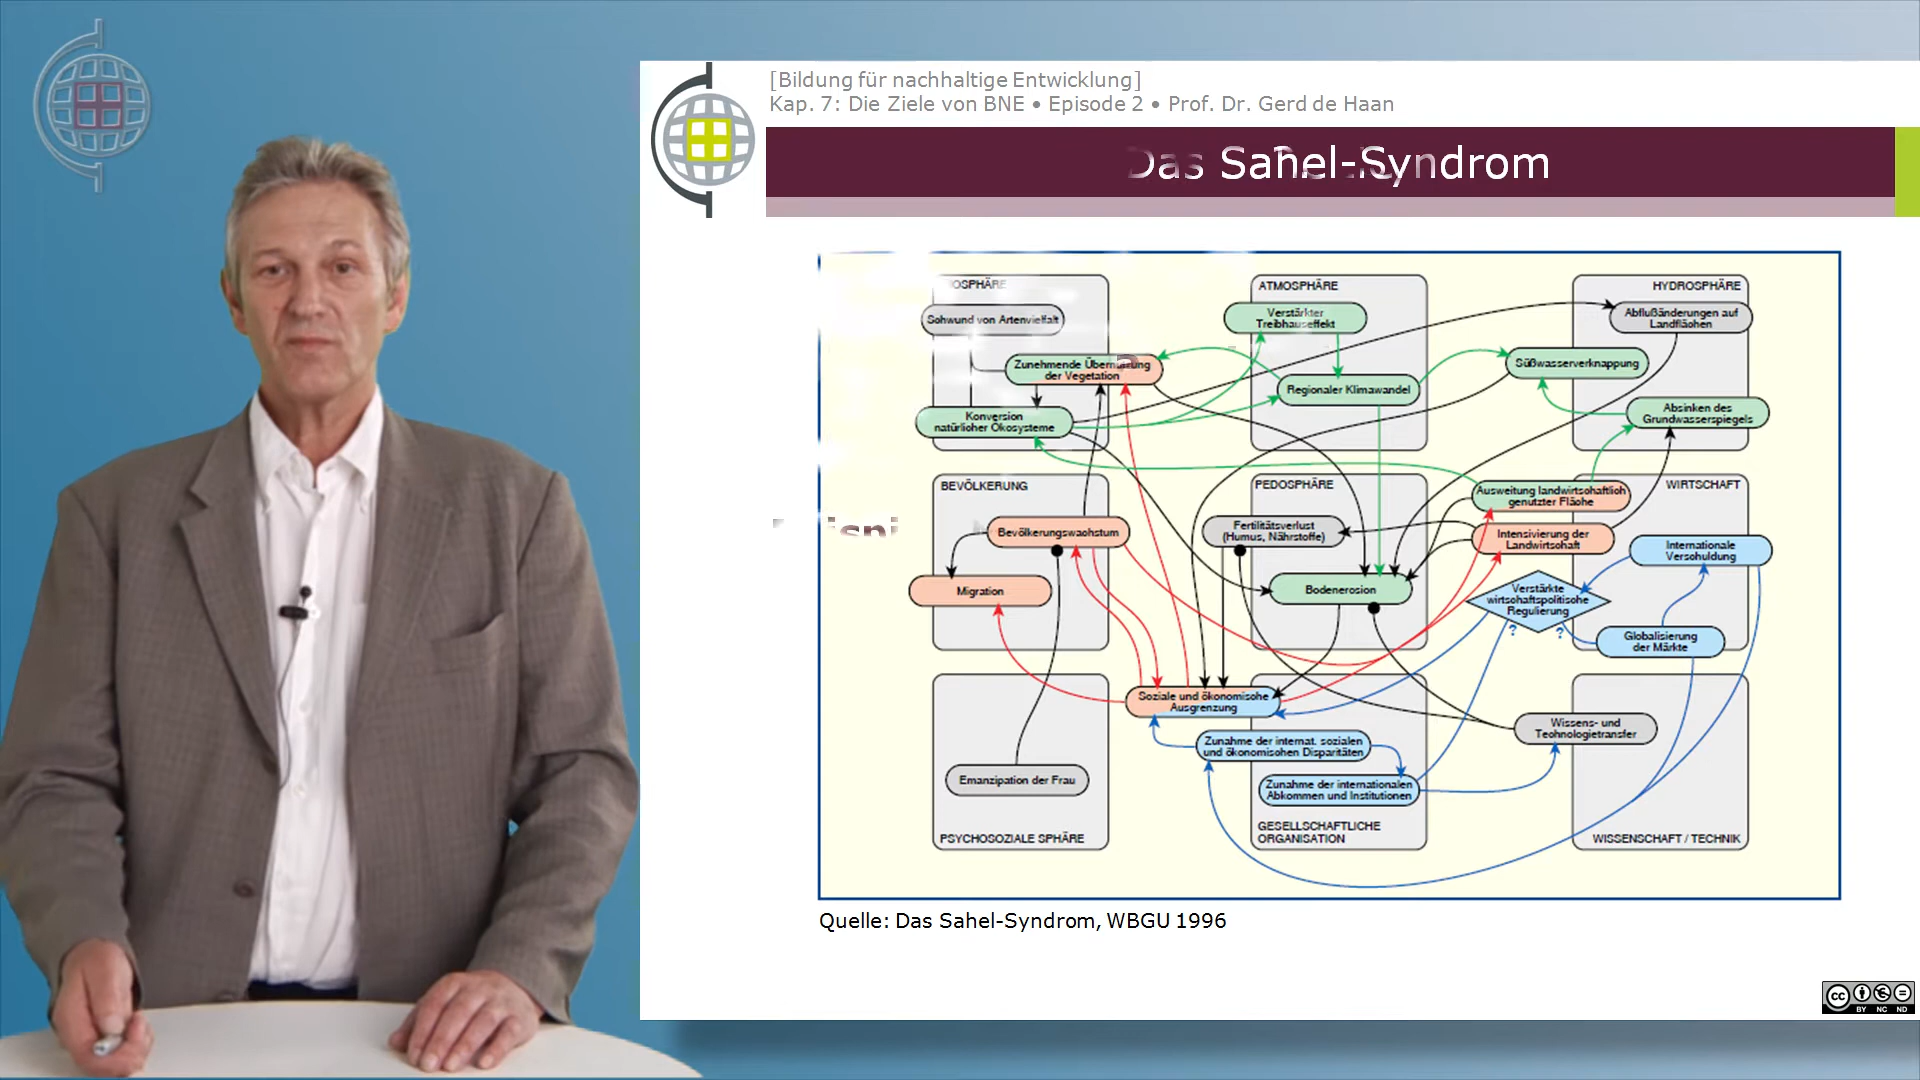 [Bildung für nachhaltige Entwicklung]
Kap. 7: Die Ziele von BNE • Episode 2 • Prof. Dr. Gerd de Haan
Das Sahel-Syndrom
ATMOSPHÄRE
HYDROSPHÄRE
Schwund von Artenvielfalt
Verstärkter
Treibhauseffekt
Abflußänderungen auf
Landflächen
Zunehmende Übernutzung
der Vegetation
Regionaler Klimawandel
Süßwasserverknappung
Konversion
natürlicher Ökosysteme
Absinken des
Grundwasserspiegels
BEVÖLKERUNG
PEDOSPHÄRE
WIRTSCHAFT
Ausweitung landwirtschaftlich
genutzter Fläche
Bevölkerungswachstum
Fertilitätsverlust
(Humus, Nährstoffe)
Intensivierung der
Landwirtschaft
Internationale
Verschuldung
Migration
Bodenerosion
Verstärkte
wirtschaftspolitische
Regulierung
? ?
Globalisierung
der Märkte
Soziale und ökonomische
Ausgrenzung
Wissens- und
Technologietransfer
Zunahme der internat. sozialen
und ökonomischen Disparitäten
Emanzipation der Frau
Zunahme der internationalen
Abkommen und Institutionen
PSYCHOSOZIALE SPHÄRE
GESELLSCHAFTLICHE
ORGANISATION
WISSENSCHAFT / TECHNIK
Quelle: Das Sahel-Syndrom, WBGU 1996
cc
BY NC ND